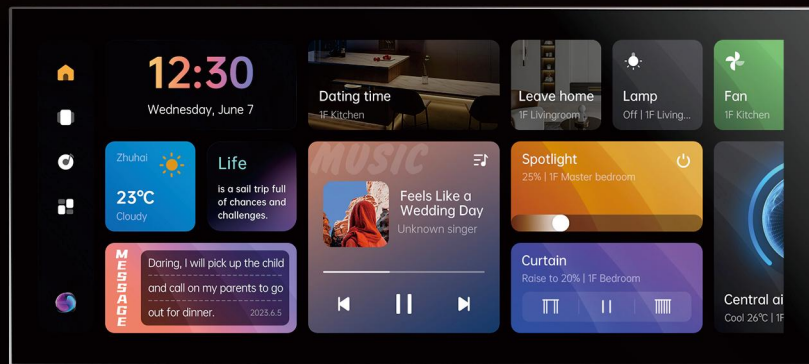 12:30
Wednesday, June 7
Dating time
1F Kitchen
Leave home
1F Livingroom
Lamp
Off | 1F Living...
Fan
1F Kitchen
Zhuhai
23°C
Cloudy
Life
is a sail trip full
of chances and
challenges.
MUSIC
Feels Like a
Wedding Day
Unknown singer
Spotlight
25% | 1F Master bedroom
MESSAGE
Daring, I will pick up the child
and call on my parents to go
out for dinner.
2023.6.5
Curtain
Raise to 20% | 1F Bedroom
Central ai
Cool 26°C | 1F